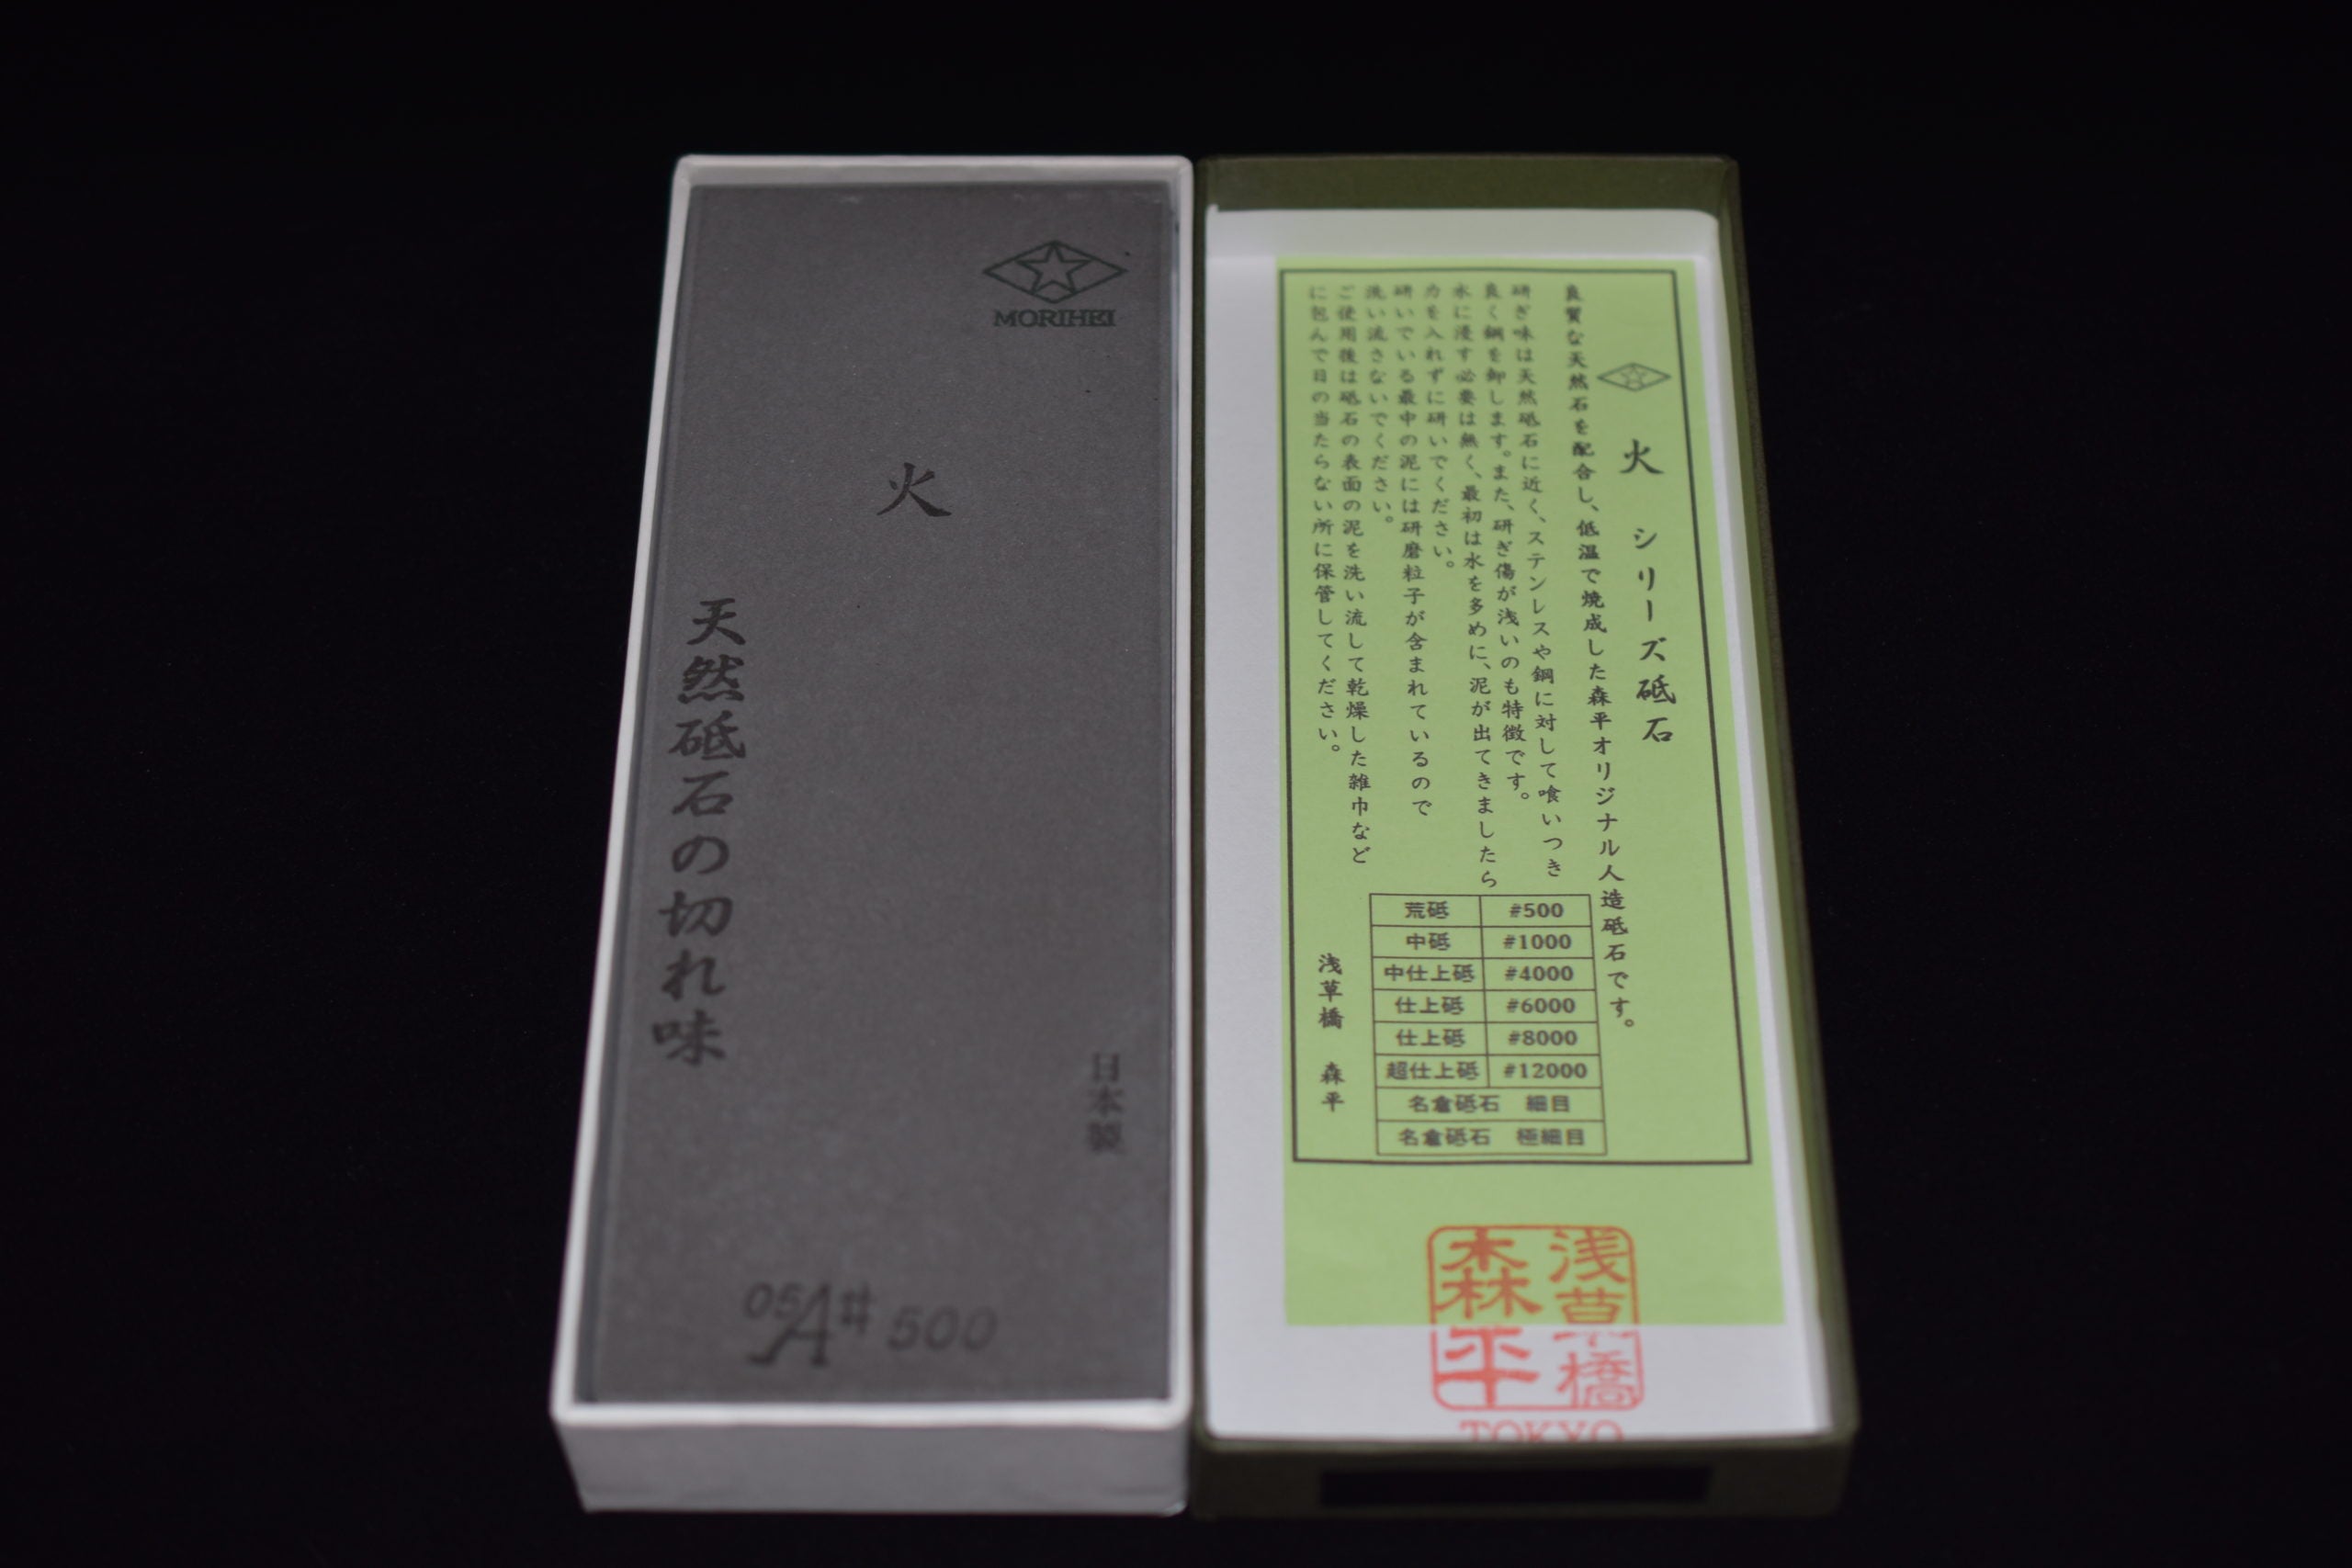 MORIHEI
火
天然砥石の切れ味
日本製
05A# 500
火 シリーズ砥石
良質な天然石を配合し、低温で焼成した森平オリジナル人造砥石です。
研ぎ味は天然砥石に近く、ステンレスや鋼に対して喰いつき
良く鋼を卸します。また、研ぎ傷が浅いのも特徴です。
水に浸す必要は無く、最初は水を多めに、泥が出てきましたら
力を入れずに研いでください。
研いでいる最中の泥には研磨粒子が含まれているので
洗い流さないでください。
ご使用後は砥石の表面の泥を洗い流して乾燥した雑巾など
に包んで日の当たらない所に保管してください。
浅草橋 森平
荒砥 #500
中砥 #1000
中仕上砥 #4000
仕上砥 #6000
仕上砥 #8000
超仕上砥 #12000
名倉砥石 細目
名倉砥石 極細目
浅草橋
森平
TOKYO